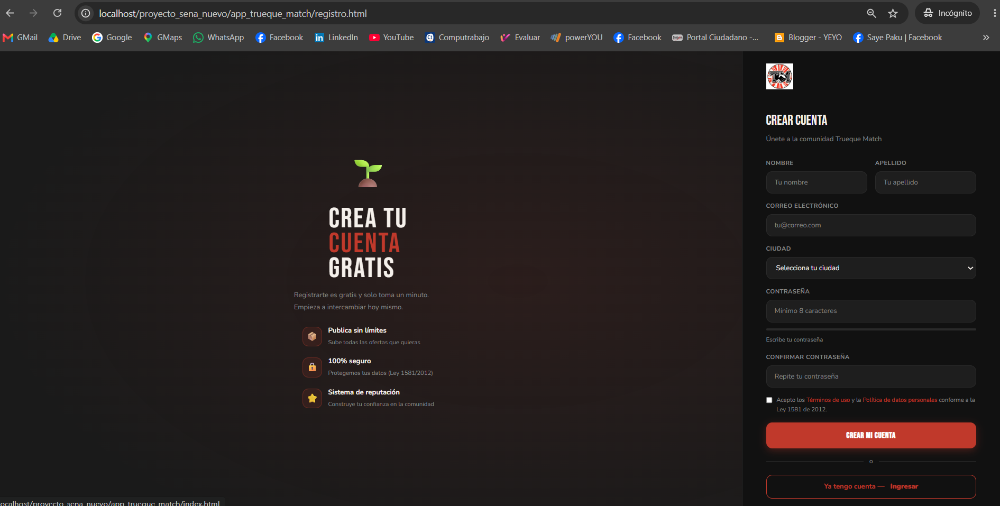 localhost/proyecto_sena_nuevo/app_trueque_match/registro.html
Incógnito
GMail
Drive
Google
GMaps
WhatsApp
Facebook
LinkedIn
YouTube
Computrabajo
Evaluar
powerYOU
Facebook
Portal Ciudadano -...
Blogger - YEYO
Saye Paku | Facebook
CREA TU
CUENTA
GRATIS
Registrarte es gratis y solo toma un minuto.
Empieza a intercambiar hoy mismo.
Publica sin límites
Sube todas las ofertas que quieras
100% seguro
Protegemos tus datos (Ley 1581/2012)
Sistema de reputación
Construye tu confianza en la comunidad
TM
CREAR CUENTA
Únete a la comunidad Trueque Match
NOMBRE
APELLIDO
Tu nombre
Tu apellido
CORREO ELECTRÓNICO
tu@correo.com
CIUDAD
Selecciona tu ciudad
CONTRASEÑA
Mínimo 8 caracteres
Escribe tu contraseña
CONFIRMAR CONTRASEÑA
Repite tu contraseña
Acepto los Términos de uso y la Política de datos personales conforme a la
Ley 1581 de 2012.
CREAR MI CUENTA
o
Ya tengo cuenta — Ingresar
ocalhost/proyecto_sena_nuevo/app_trueque_match/index.html